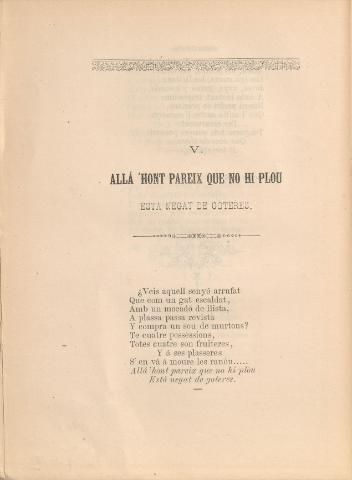 V.
ALLÁ 'HONT PAREIX QUE NO HI PLOU
ESTÁ NEGAT DE GOTERES.
¿Veis aquell senyó arrufat
Que com un gat escaldat,
Amb un mocadó de llista,
A plassa passa revista
Y compra un sou de murtons?
Te cuatre possessions,
Totes cuatre son fruiteres,
Y á ses plasseres
S' en vá á moure les ranóu.....
Allá 'hont pareix que no hi plou
Está negat de goteres.